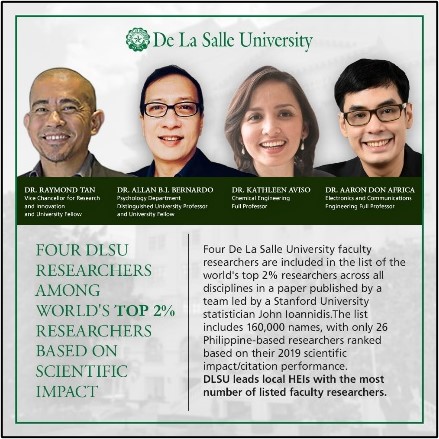 De La Salle University
DR. RAYMOND TAN
Vice Chancellor for Research
and Innovation
and University Fellow
DR. ALLAN B.I. BERNARDO
Psychology Department
Distinguished University Professor
and University Fellow
DR. KATHLEEN AVISO
Chemical Engineering
Full Professor
DR. AARON DON AFRICA
Electronics and Communications
Engineering Full Professor
FOUR DLSU
RESEARCHERS
AMONG
WORLD'S TOP 2%
RESEARCHERS
BASED ON
SCIENTIFIC
IMPACT
Four De La Salle University faculty
researchers are included in the list of the
world's top 2% researchers across all
disciplines in a paper published by a
team led by a Stanford University
statistician John Ioannidis.The list
includes 160,000 names, with only 26
Philippine-based researchers ranked
based on their 2019 scientific
impact/citation performance.
DLSU leads local HEIs with the most
number of listed faculty researchers.